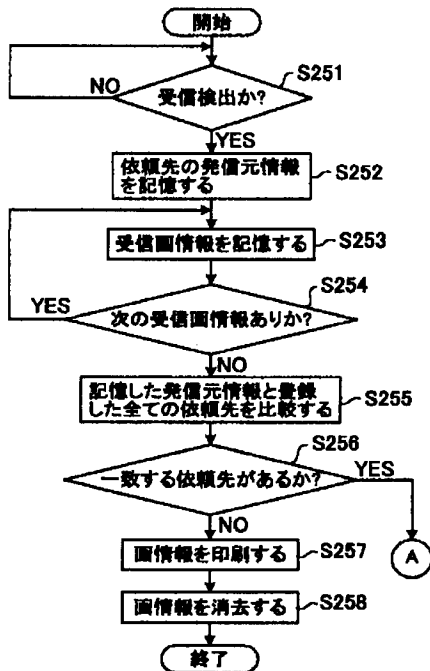 開始
S251
NO
受信検出か?
YES
依頼先の発信元情報
を記憶する
S252
受信画情報を記憶する
S253
S254
YES
次の受信画情報ありか?
NO
記憶した発信元情報と登録
した全ての依頼先を比較する
S255
S256
一致する依頼先があるか?
YES
NO
A
画情報を印刷する
S257
画情報を消去する
S258
終了